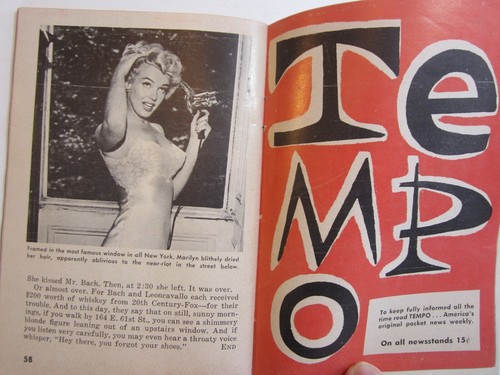 Framed in the most famous window in all New York, Marilyn blithely dried
her hair, apparently oblivious to the near-riot in the street below.
She kissed Mr. Bach. Then, at 2:30 she left. It was over.
Or almost over. For Bach and Leoncavallo each received
$200 worth of whiskey from 20th Century-Fox—for their
trouble. And to this day, they say that on still, sunny morn-
ings, if you walk by 164 E. 61st St., you can see a shimmery
blonde figure leaning out of an upstairs window. And if
you listen very carefully, you may even hear a throaty voice
whisper, "Hey there, you forgot your shoes." END
58
Te
MP
O
To keep fully informed all the
time read TEMPO . . . America's
original pocket news weekly.
On all newsstands 15¢